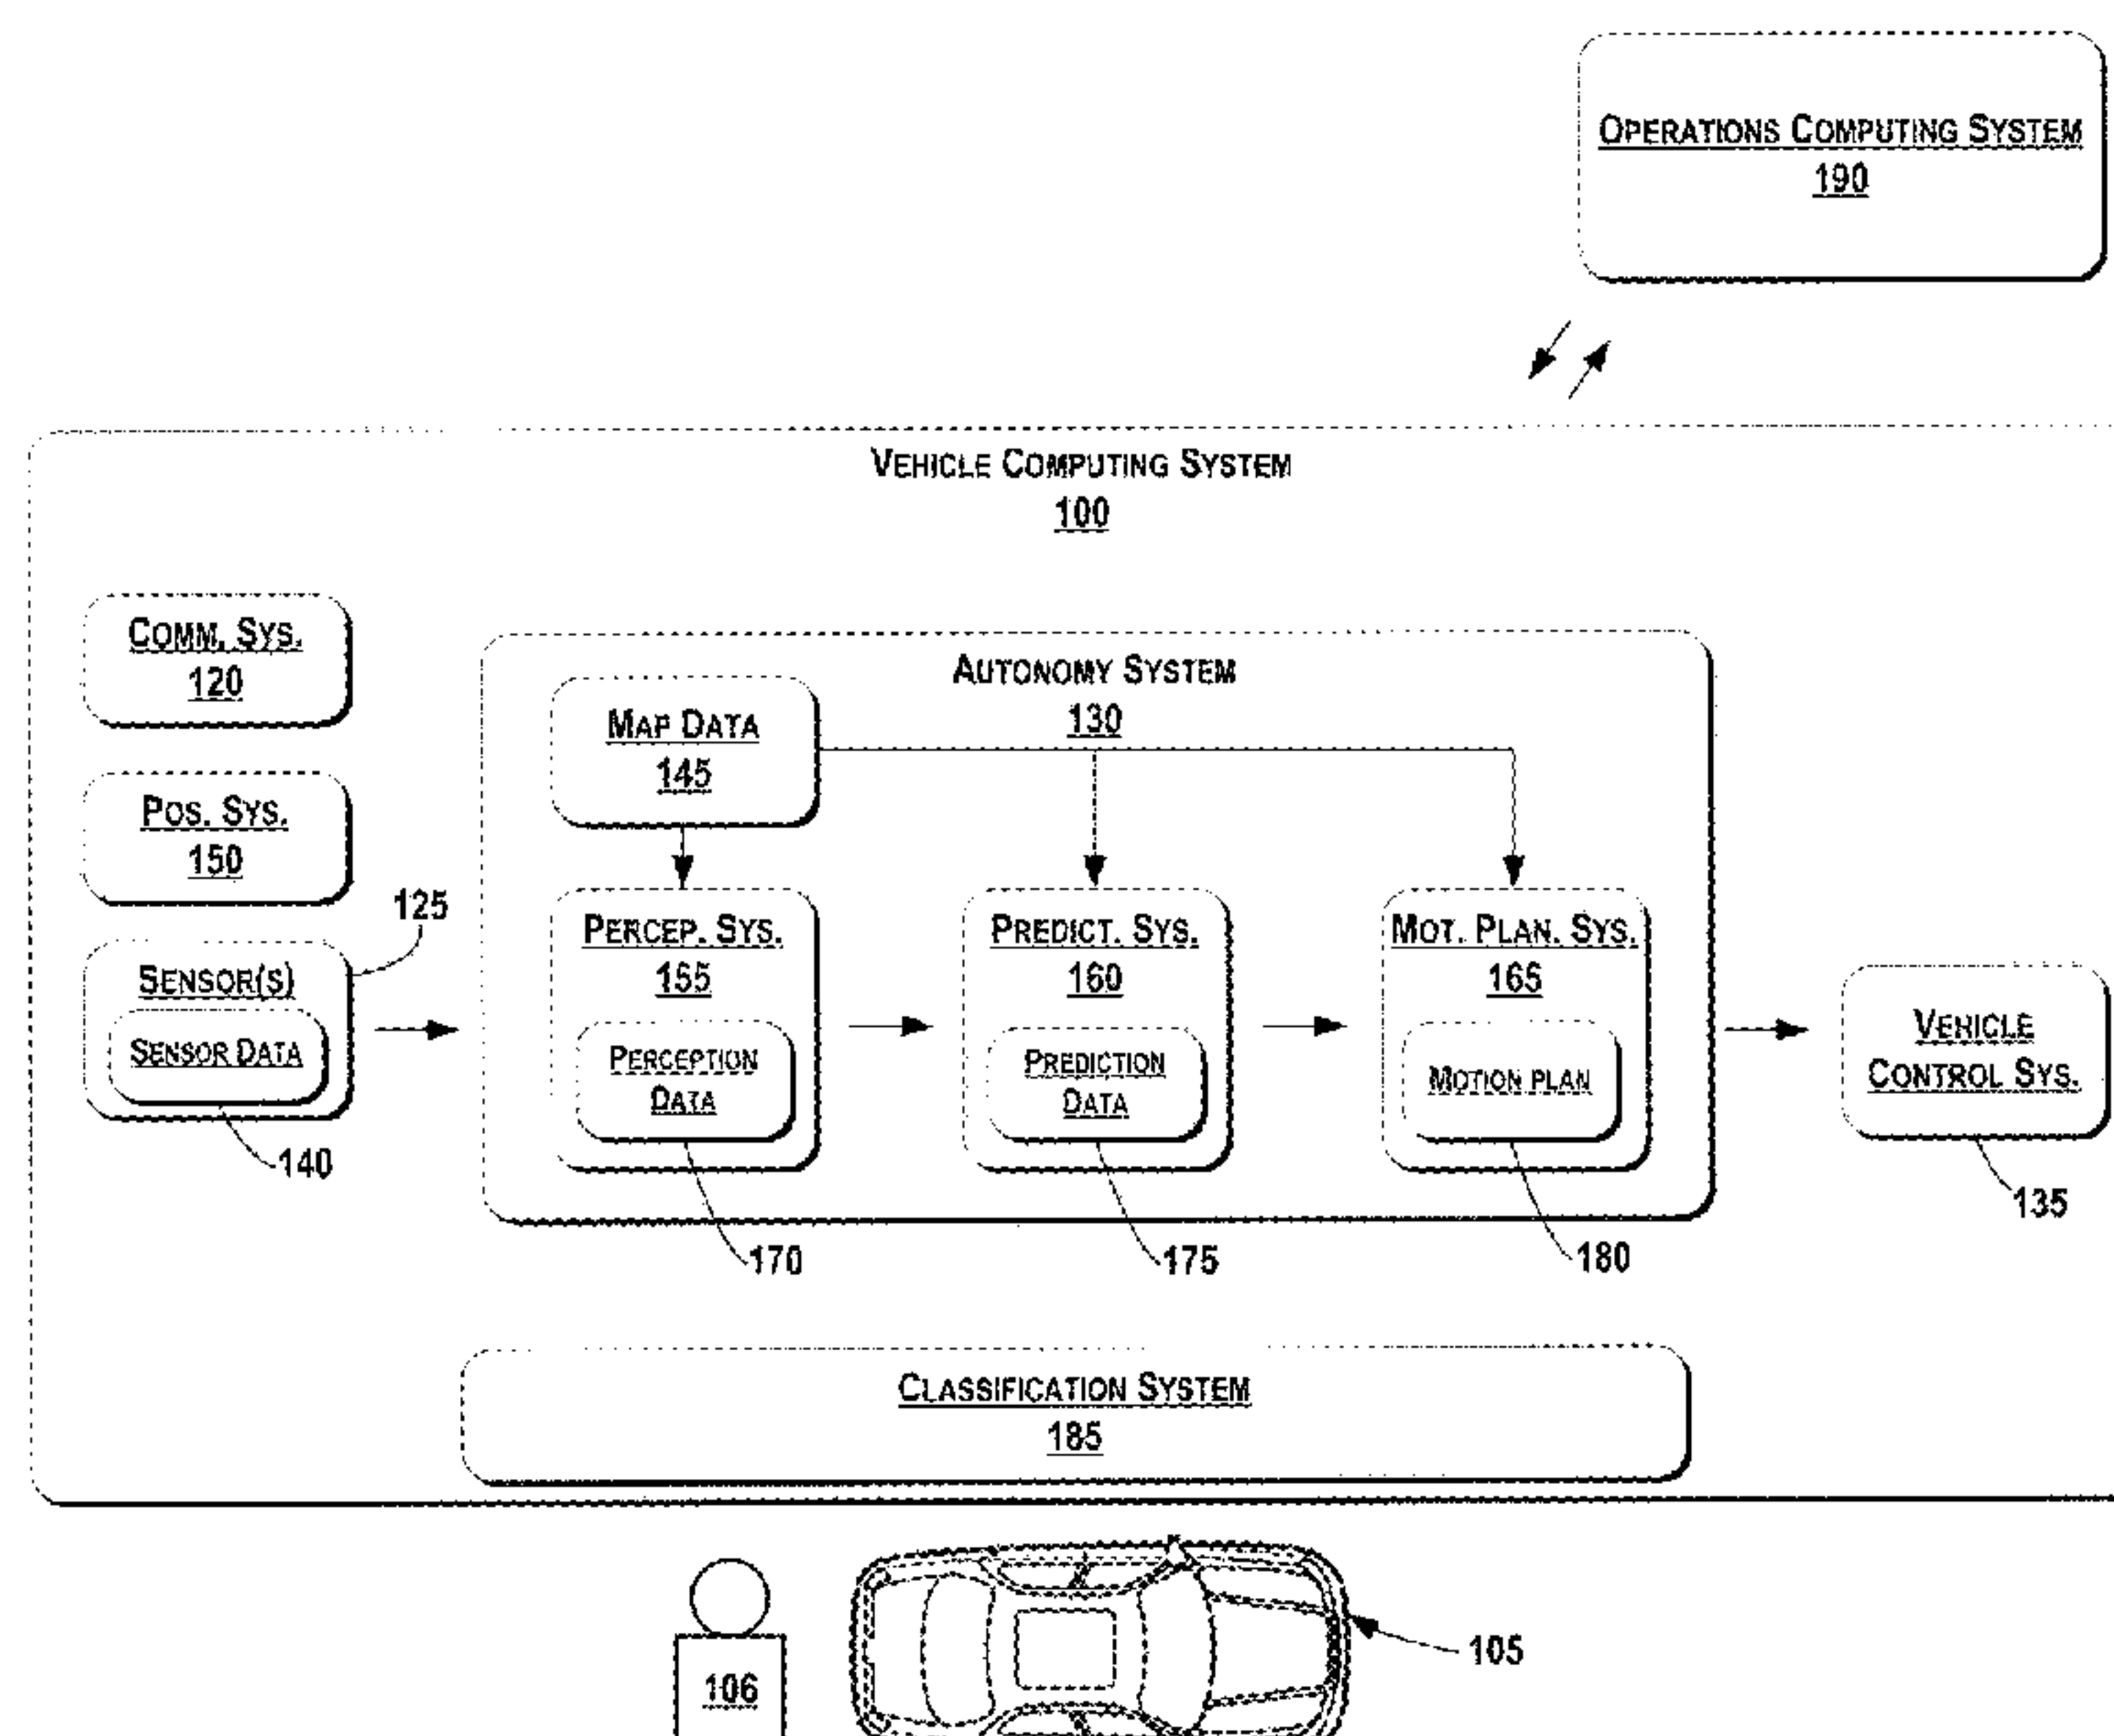 OPERATIONS COMPUTING SYSTEM
190
VEHICLE COMPUTING SYSTEM
100
COMM. SYS.
120
POS. SYS.
150
125
SENSOR(S)
SENSOR DATA
140
AUTONOMY SYSTEM
130
MAP DATA
145
PERCEP. SYS.
155
PERCEPTION
DATA
170
PREDICT. SYS.
160
PREDICTION
DATA
175
MOT. PLAN. SYS.
165
MOTION PLAN
180
VEHICLE
CONTROL SYS.
135
CLASSIFICATION SYSTEM
185
106
105